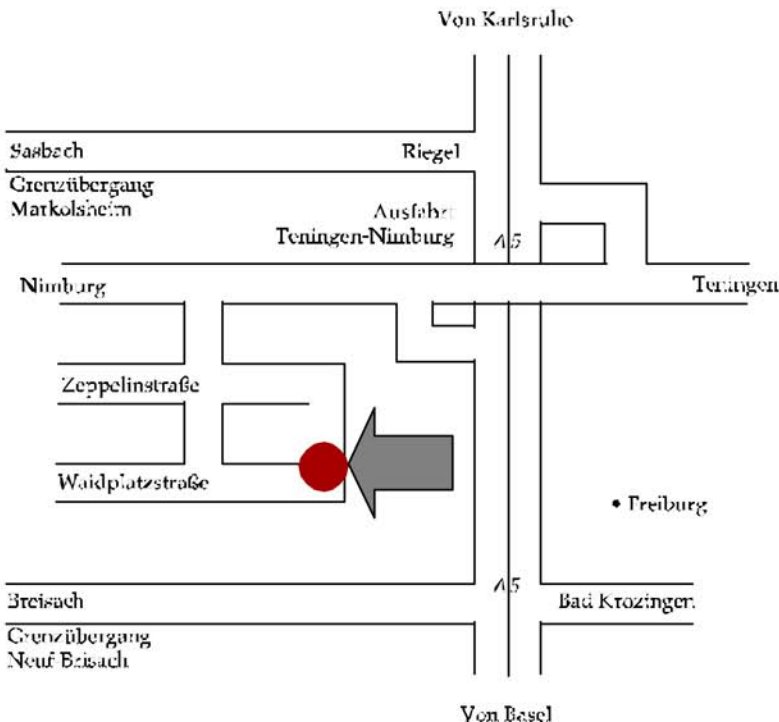 Von Karlsruhe
Sasbach
Riegel
Grenzübergang
Markolsheim
Ausfahrt
Teningen-Nimburg
A5
Nimburg
Teningen
Zeppelinstraße
Waidplatzstraße
Freiburg
A5
Breisach
Bad Krozingen
Grenzübergang
Neuf-Brisach
Von Basel